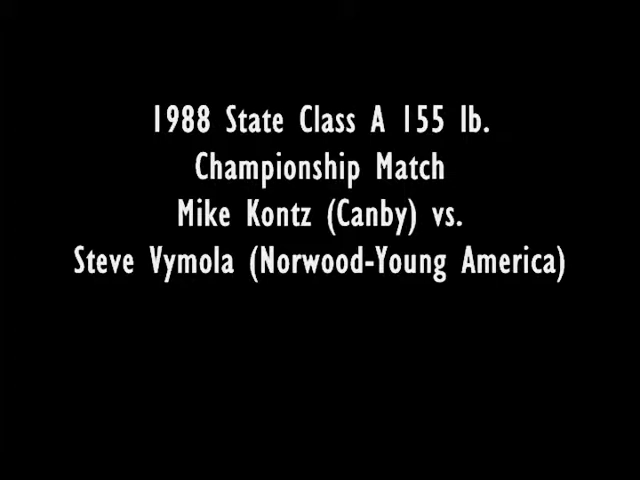 1988 State Class A 155 lb.
Championship Match
Mike Kontz (Canby) vs.
Steve Vymola (Norwood-Young America)